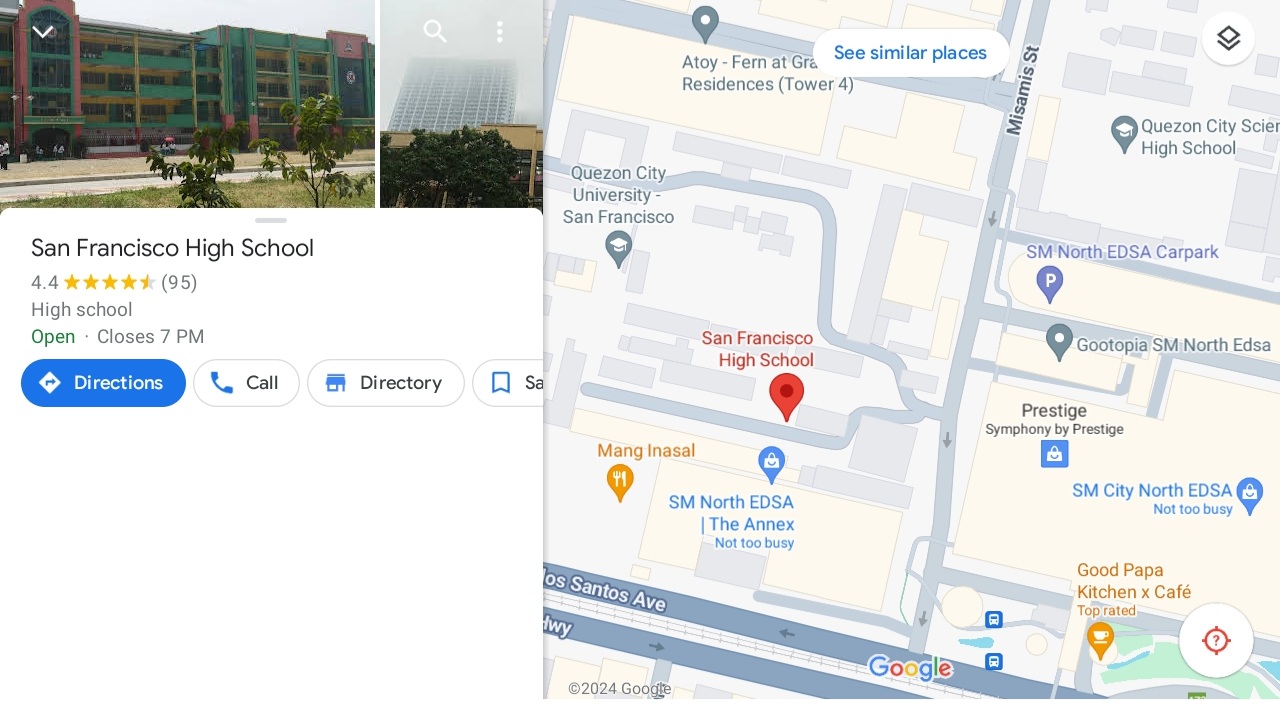 San Francisco High School
4.4 (95)
High school
Open · Closes 7 PM
Directions
Call
Directory
Sa
See similar places
Atoy - Fern at Gra
Residences (Tower 4)
Misamis St
Quezon City Scien
High School
Quezon City
University -
San Francisco
SM North EDSA Carpark
P
San Francisco
High School
Gootopia SM North Edsa
Prestige
Symphony by Prestige
Mang Inasal
SM North EDSA
| The Annex
Not too busy
SM City North EDSA
Not too busy
Good Papa
Kitchen x Café
Top rated
los Santos Ave
Hwy
Google
©2024 Google